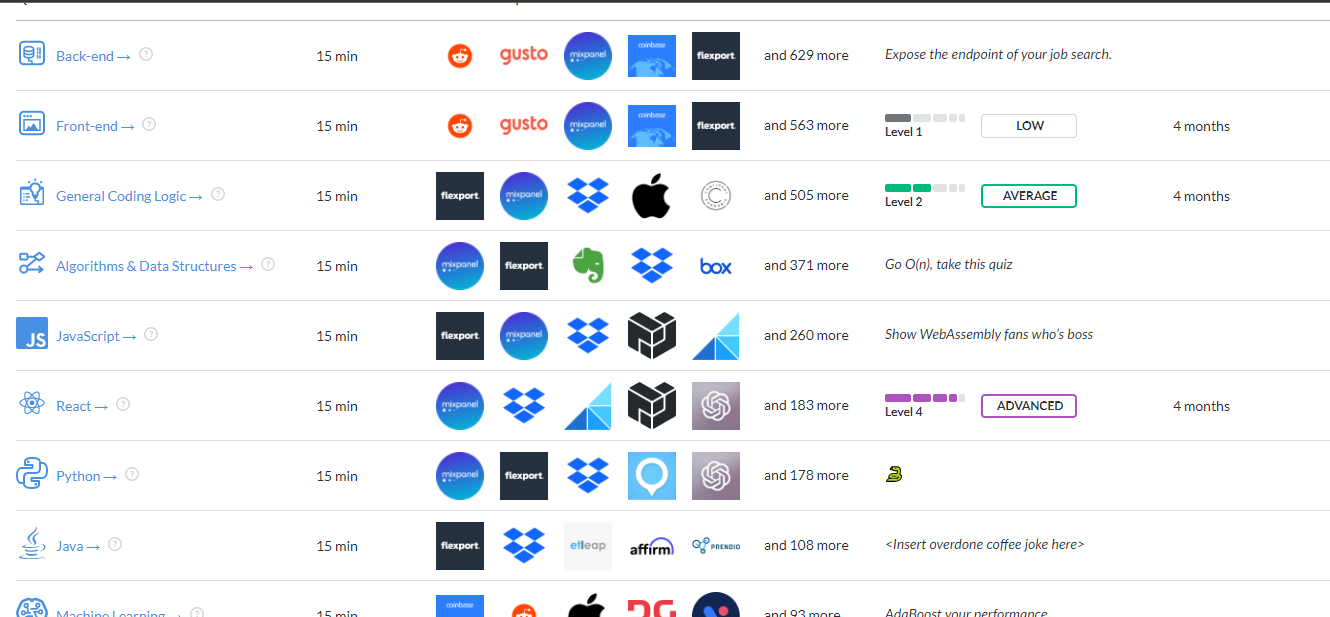 Back-end → ? 15 min gusto mixpanel coinbase flexport. and 629 more Expose the endpoint of your job search.
Front-end → ? 15 min gusto mixpanel coinbase flexport. and 563 more Level 1 LOW 4 months
General Coding Logic → ? 15 min flexport. mixpanel and 505 more Level 2 AVERAGE 4 months
Algorithms & Data Structures → ? 15 min mixpanel flexport. box and 371 more Go O(n), take this quiz
JS JavaScript → ? 15 min flexport. mixpanel and 260 more Show WebAssembly fans who's boss
React → ? 15 min mixpanel and 183 more Level 4 ADVANCED 4 months
Python → ? 15 min mixpanel flexport. and 178 more
Java → ? 15 min flexport. etleap affirm PRENDIO and 108 more <Insert overdone coffee joke here>
Machine Learning → ? 15 min coinbase and 93 more AdaBoost your performance